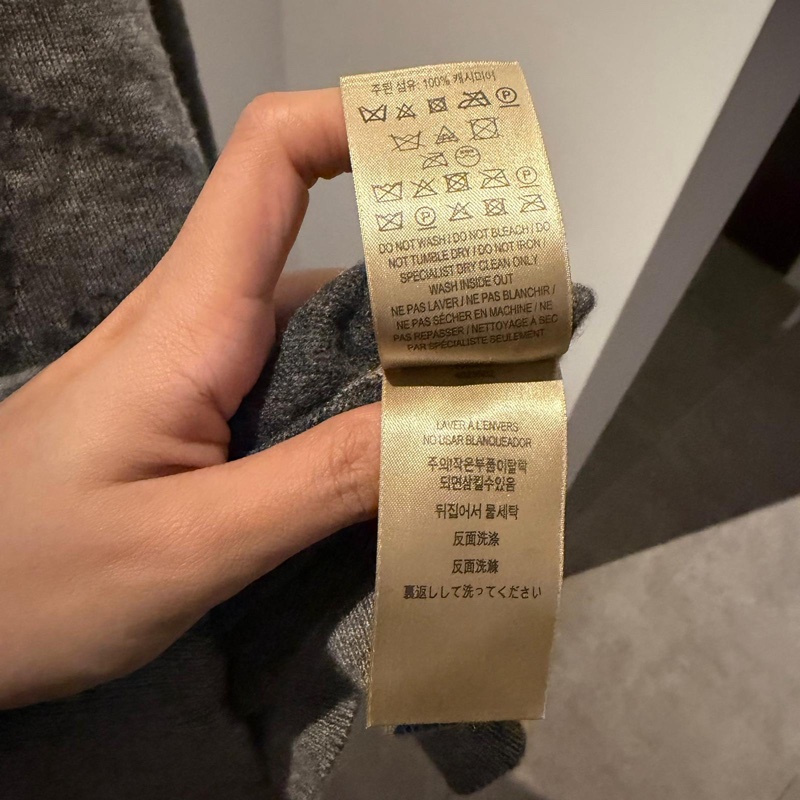 주된 섬유: 100% 캐시미어
P
P
P
DO NOT WASH / DO NOT BLEACH / DO
NOT TUMBLE DRY / DO NOT IRON /
SPECIALIST DRY CLEAN ONLY
WASH INSIDE OUT
NE PAS LAVER / NE PAS BLANCHIR /
NE PAS SÉCHER EN MACHINE / NE
PAS REPASSER / NETTOYAGE À SEC
PAR SPÉCIALISTE SEULEMENT
LAVER À L'ENVERS
NO USAR BLANQUEADOR
주의!작은부품이탈락
되면삼킬수있음
뒤집어서 물세탁
反面洗涤
反面洗滌
裏返しして洗ってください